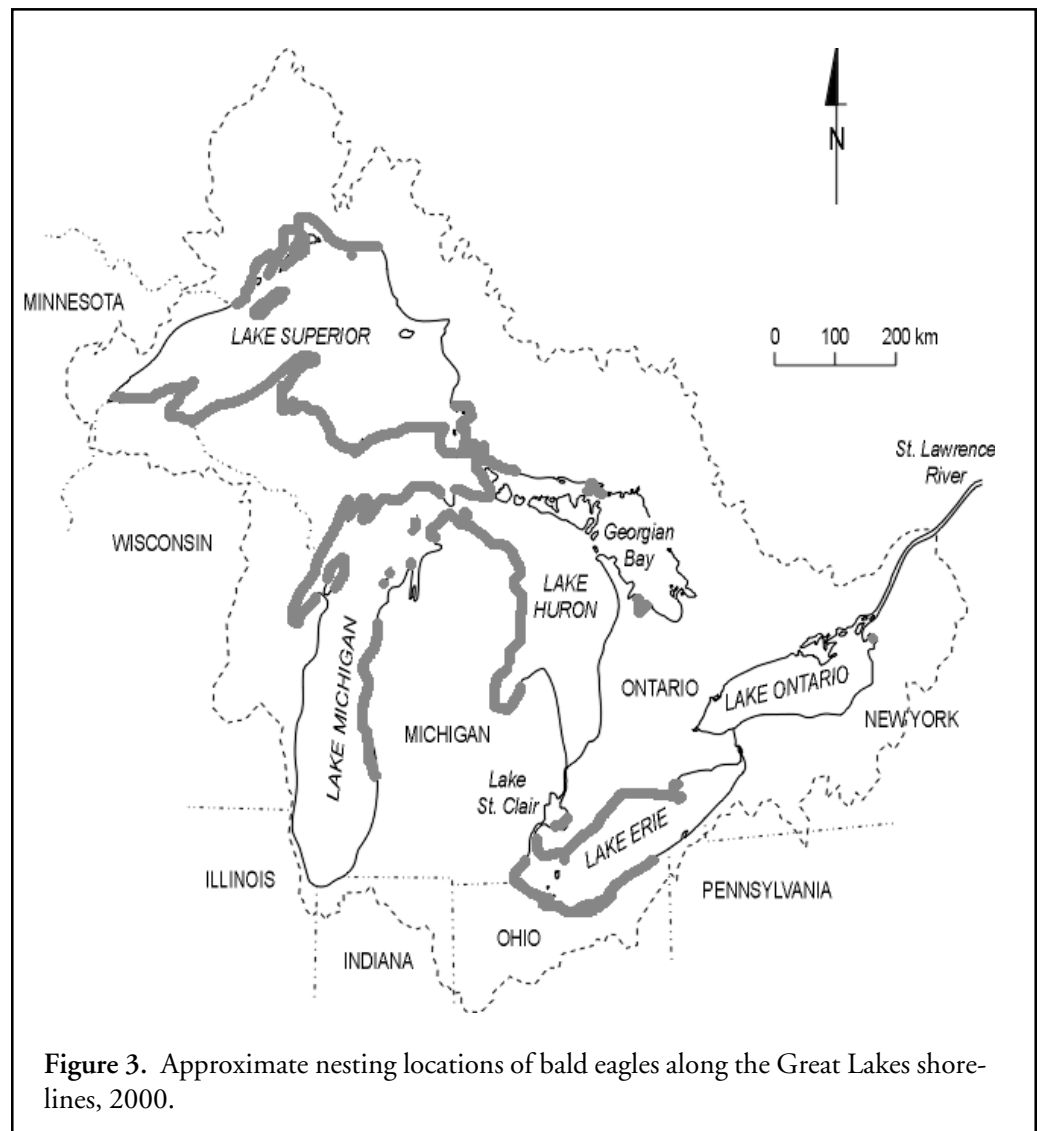 N
MINNESOTA
LAKE SUPERIOR
0 100 200 km
St. Lawrence
River
WISCONSIN
Georgian
Bay
LAKE
HURON
LAKE MICHIGAN
ONTARIO
LAKE ONTARIO
NEW YORK
MICHIGAN
Lake
St. Clair
LAKE ERIE
ILLINOIS
PENNSYLVANIA
OHIO
INDIANA
Figure 3. Approximate nesting locations of bald eagles along the Great Lakes shore-
lines, 2000.